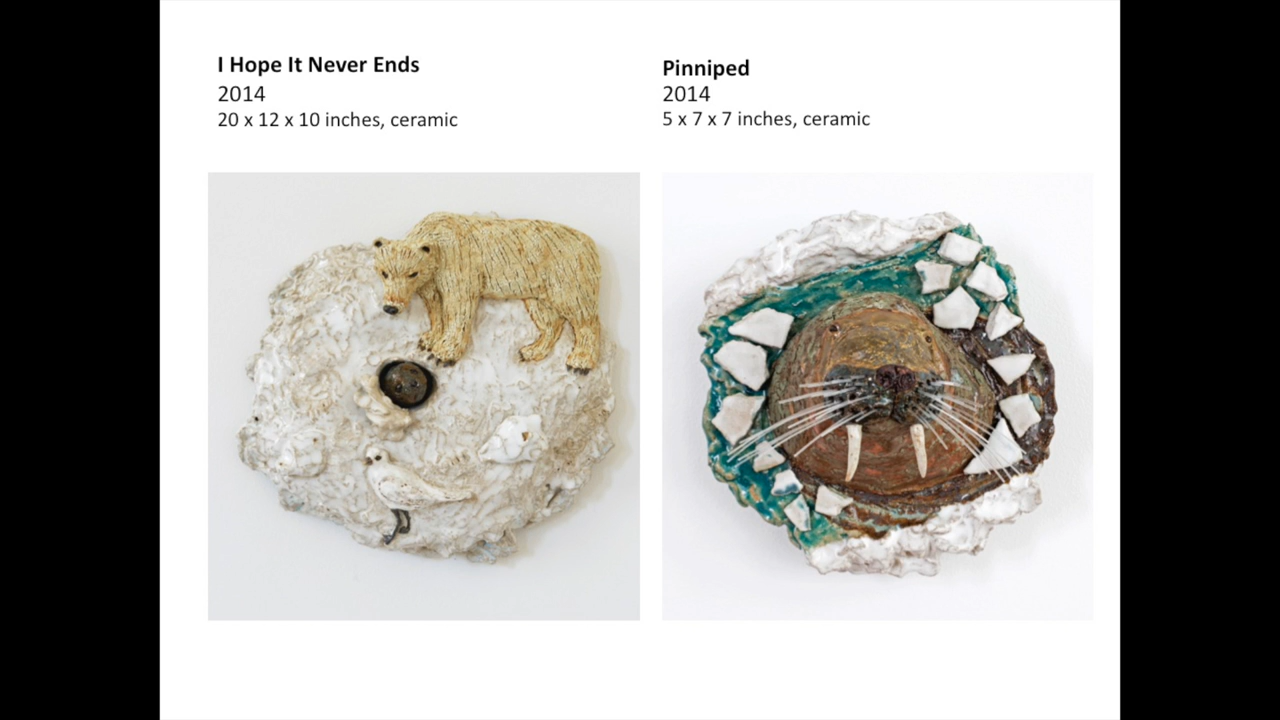 I Hope It Never Ends
2014
20 x 12 x 10 inches, ceramic
Pinniped
2014
5 x 7 x 7 inches, ceramic